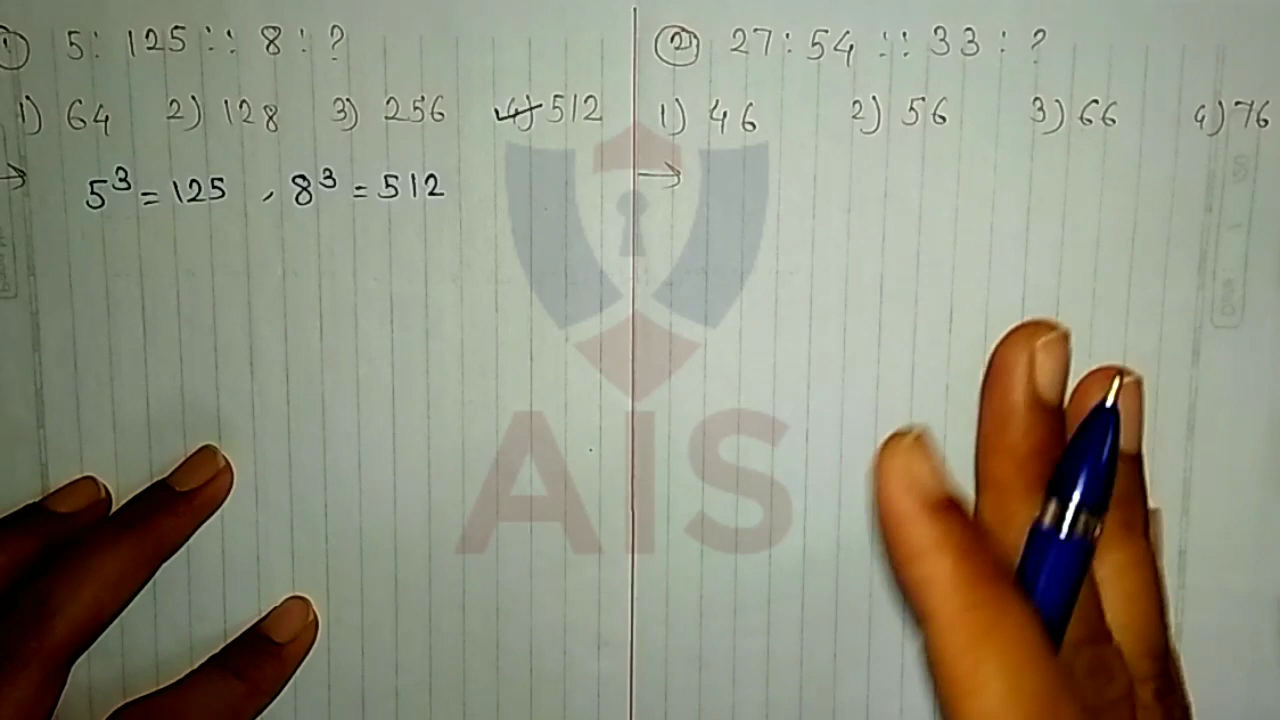 ① 5 : 125 :: 8 : ?
1) 64 2) 128 3) 256 4) 512
→ 5³ = 125 , 8³ = 512
② 27 : 54 :: 33 : ?
1) 46 2) 56 3) 66 4) 76
→
AIS